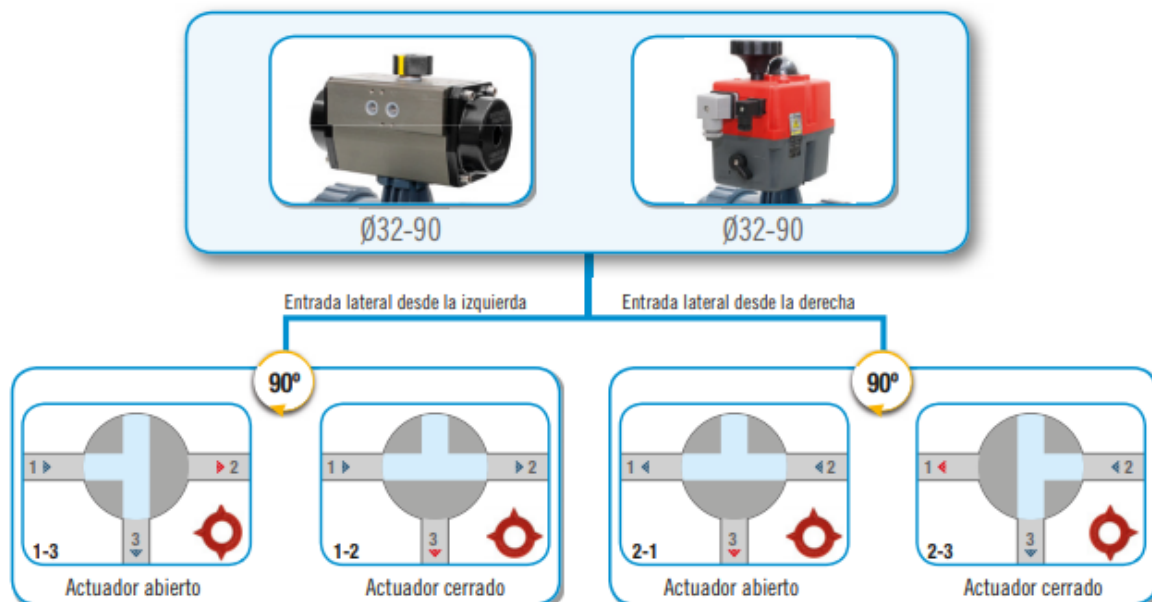 Ø32-90
Ø32-90
Entrada lateral desde la izquierda
Entrada lateral desde la derecha
90º
90º
1
2
3
1-3
1
2
3
1-2
1
2
3
2-1
1
2
3
2-3
Actuador abierto
Actuador cerrado
Actuador abierto
Actuador cerrado